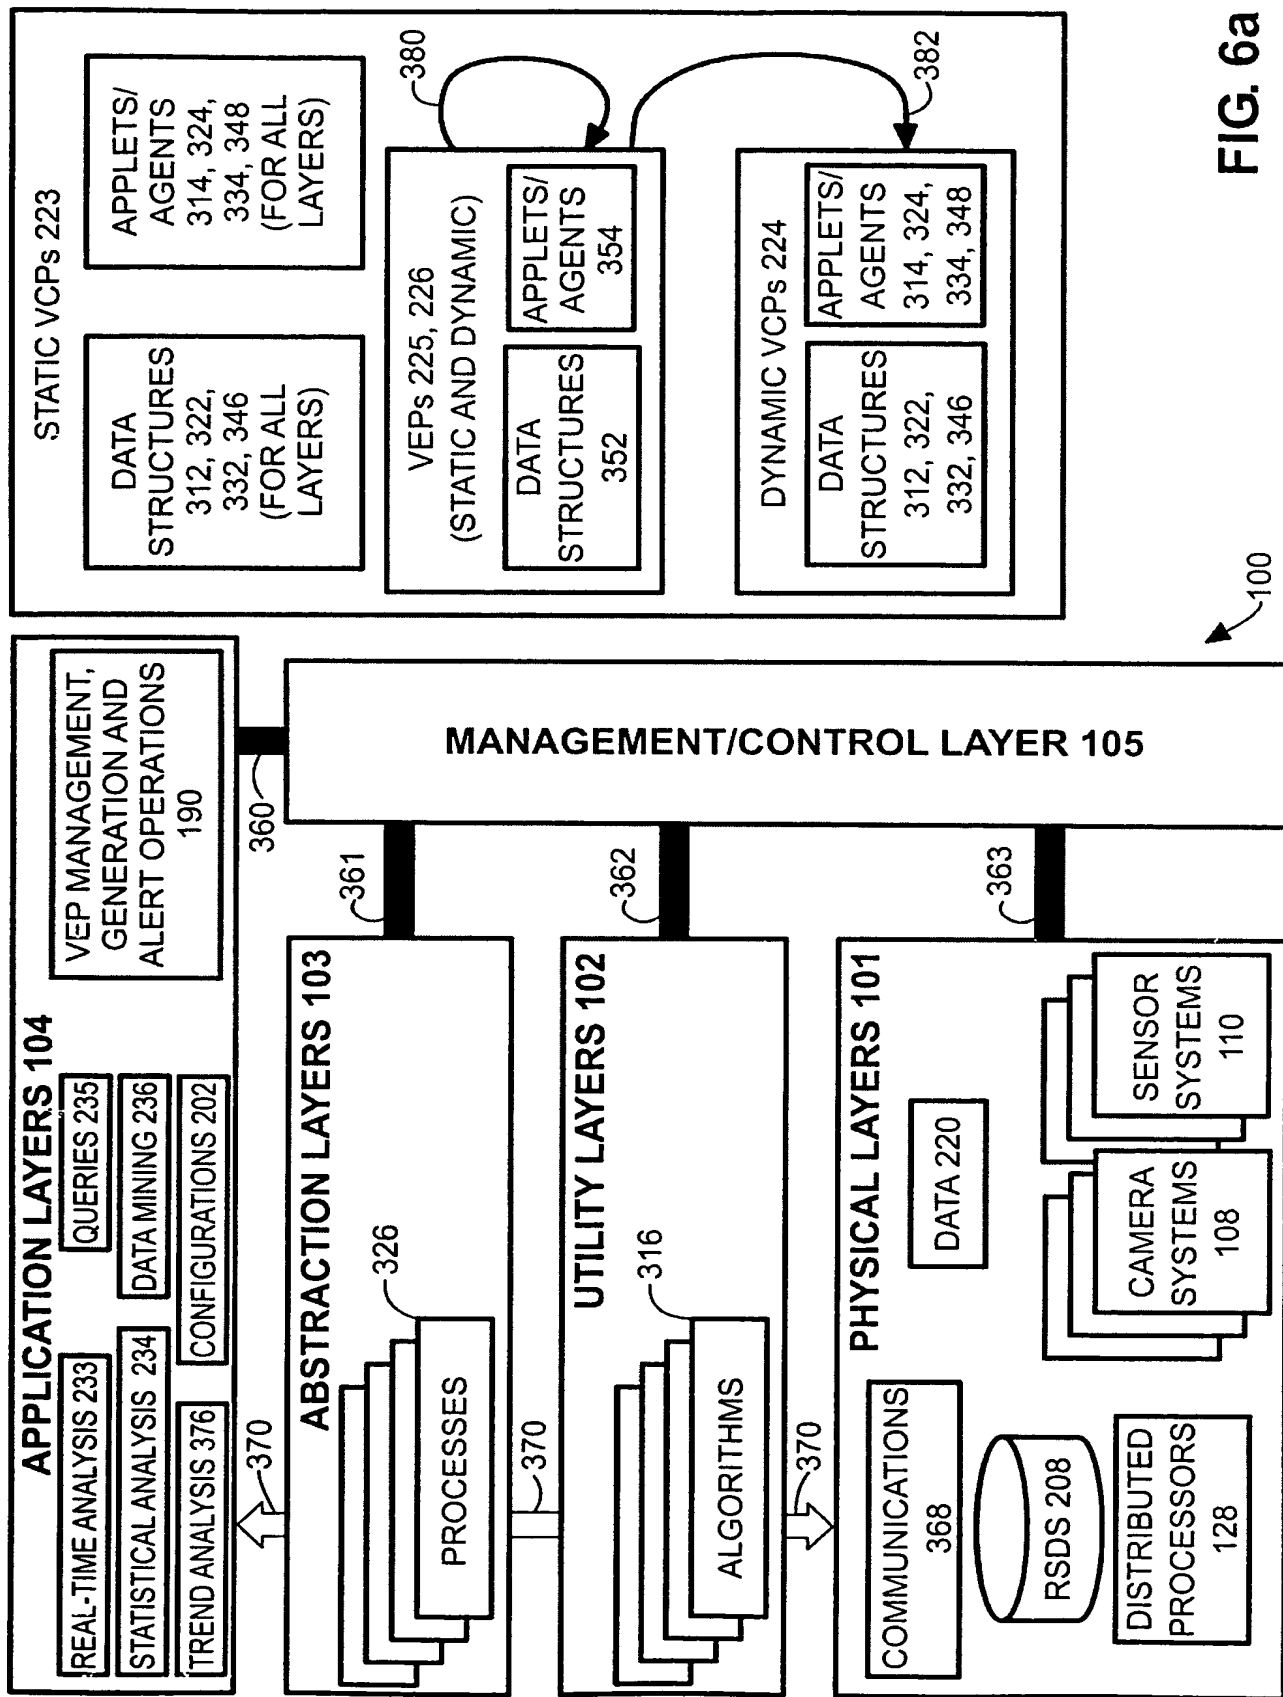 APPLICATION LAYERS 104
REAL-TIME ANALYSIS 233
QUERIES 235
STATISTICAL ANALYSIS 234
DATA MINING 236
TREND ANALYSIS 376
CONFIGURATIONS 202
VEP MANAGEMENT,
GENERATION AND
ALERT OPERATIONS
190
370
360
ABSTRACTION LAYERS 103
326
PROCESSES
361
370
UTILITY LAYERS 102
316
ALGORITHMS
362
370
PHYSICAL LAYERS 101
COMMUNICATIONS
368
DATA 220
RSDS 208
DISTRIBUTED
PROCESSORS
128
CAMERA
SYSTEMS
108
SENSOR
SYSTEMS
110
363
MANAGEMENT/CONTROL LAYER 105
100
STATIC VCPs 223
DATA
STRUCTURES
312, 322,
332, 346
(FOR ALL
LAYERS)
APPLETS/
AGENTS
314, 324,
334, 348
(FOR ALL
LAYERS)
VEPs 225, 226
(STATIC AND DYNAMIC)
DATA
STRUCTURES
352
APPLETS/
AGENTS
354
380
DYNAMIC VCPs 224
DATA
STRUCTURES
312, 322,
332, 346
APPLETS/
AGENTS
314, 324,
334, 348
382
FIG. 6a